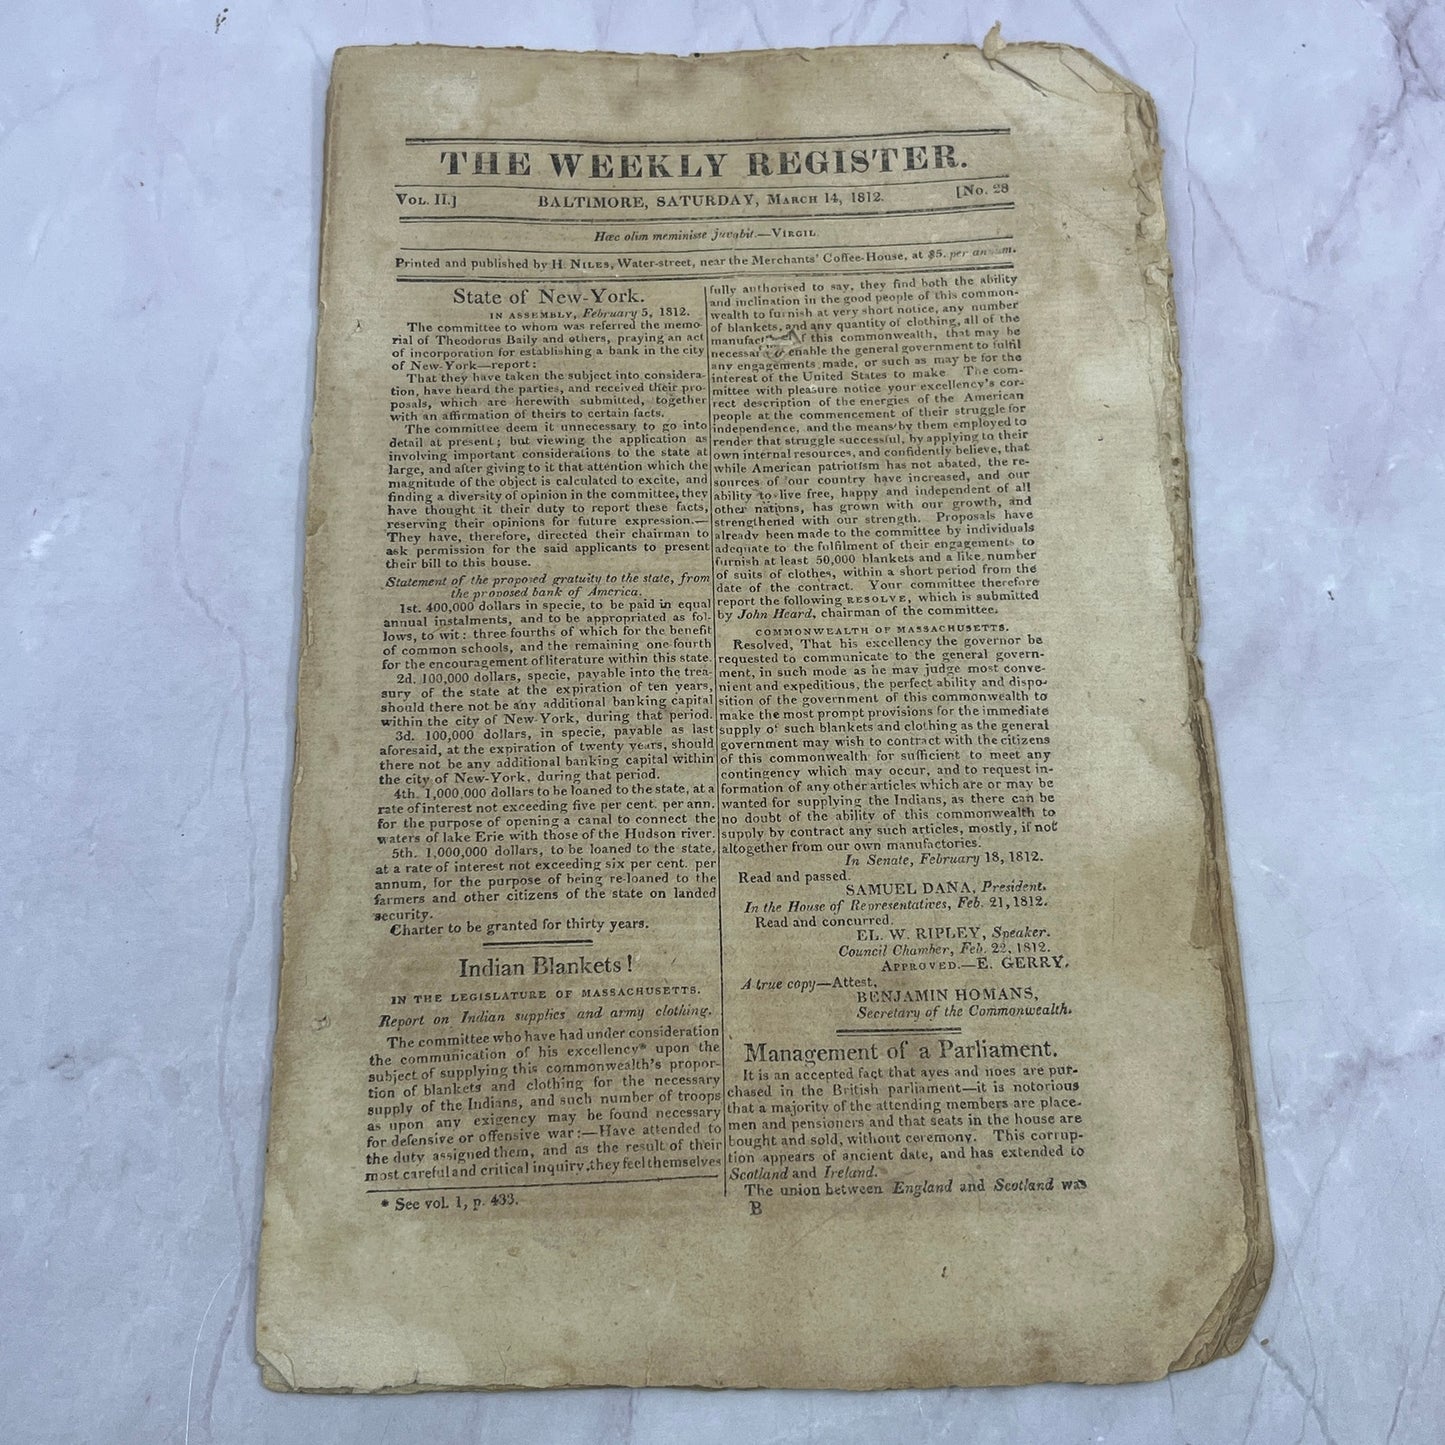 THE WEEKLY REGISTER.
VOL. II.] BALTIMORE, SATURDAY, MARCH 14, 1812. [No. 28
Hæc olim meminisse juvabit.—VIRGIL.
Printed and published by H. NILES, Water-street, near the Merchants' Coffee-House, at $5. per annum.
State of New-York.
IN ASSEMBLY, February 5, 1812.
The committee to whom was referred the memo-
rial of Theodorus Baily and others, praying an act
of incorporation for establishing a bank in the city
of New-York—report:
That they have taken the subject into considera-
tion, have heard the parties, and received their pro-
posals, which are herewith submitted, together
with an affirmation of theirs to certain facts.
The committee deem it unnecessary to go into
detail at present; but viewing the application as
involving important considerations to the state at
large, and after giving to it that attention which the
magnitude of the object is calculated to excite, and
finding a diversity of opinion in the committee, they
have thought it their duty to report these facts,
reserving their opinions for future expression.—
They have, therefore, directed their chairman to
ask permission for the said applicants to present
their bill to this house.
Statement of the proposed gratuity to the state, from
the proposed bank of America.
1st. 400,000 dollars in specie, to be paid in equal
annual instalments, and to be appropriated as fol-
lows, to wit: three fourths of which for the benefit
of common schools, and the remaining one-fourth
for the encouragement of literature within this state.
2d. 100,000 dollars, specie, payable into the trea-
sury of the state at the expiration of ten years,
should there not be any additional banking capital
within the city of New-York, during that period.
3d. 100,000 dollars, in specie, payable as last
aforesaid, at the expiration of twenty years, should
there not be any additional banking capital within
the city of New-York, during that period.
4th. 1,000,000 dollars to be loaned to the state, at a
rate of interest not exceeding five per cent. per ann.
for the purpose of opening a canal to connect the
waters of lake Erie with those of the Hudson river.
5th. 1,000,000 dollars, to be loaned to the state,
at a rate of interest not exceeding six per cent. per
annum, for the purpose of being re-loaned to the
farmers and other citizens of the state on landed
security.
Charter to be granted for thirty years.
Indian Blankets!
IN THE LEGISLATURE OF MASSACHUSETTS.
Report on Indian supplies and army clothing.
The committee who have had under consideration
the communication of his excellency* upon the
subject of supplying this commonwealth's propor-
tion of blankets and clothing for the necessary
supply of the Indians, and such number of troops
as upon any exigency may be found necessary
for defensive or offensive war:—Have attended to
the duty assigned them, and as the result of their
most careful and critical inquiry, they feel themselves
* See vol. 1, p. 433.
fully authorised to say, they find both the ability
and inclination in the good people of this common-
wealth to furnish at very short notice, any number
of blankets, and any quantity of clothing, all of the
manufac of this commonwealth, that may be
necessar to enable the general government to fulfil
any engagements made, or such as may be for the
interest of the United States to make The com-
mittee with pleasure notice your excellency's cor-
rect description of the energies of the American
people at the commencement of their struggle for
independence, and the means by them employed to
render that struggle successful, by applying to their
own internal resources, and confidently believe, that
while American patriotism has not abated, the re-
sources of our country have increased, and our
ability to live free, happy and independent of all
other nations, has grown with our growth, and
strengthened with our strength. Proposals have
already been made to the committee by individuals
adequate to the fulfilment of their engagements to
furnish at least 50,000 blankets and a like number
of suits of clothes, within a short period from the
date of the contract. Your committee therefore
report the following RESOLVE, which is submitted
by John Heard, chairman of the committee.
COMMONWEALTH OF MASSACHUSETTS.
Resolved, That his excellency the governor be
requested to communicate to the general govern-
ment, in such mode as he may judge most conve-
nient and expeditious, the perfect ability and dispo-
sition of the government of this commonwealth to
make the most prompt provisions for the immediate
supply of such blankets and clothing as the general
government may wish to contract with the citizens
of this commonwealth for sufficient to meet any
contingency which may occur, and to request in-
formation of any other articles which are or may be
wanted for supplying the Indians, as there can be
no doubt of the ability of this commonwealth to
supply by contract any such articles, mostly, if not
altogether from our own manufactories.
In Senate, February 18, 1812.
Read and passed.
SAMUEL DANA, President.
In the House of Representatives, Feb. 21, 1812.
Read and concurred.
EL. W. RIPLEY, Speaker.
Council Chamber, Feb. 22, 1812.
APPROVED.—E. GERRY.
A true copy—Attest,
BENJAMIN HOMANS,
Secretary of the Commonwealth.
Management of a Parliament.
It is an accepted fact that ayes and noes are pur-
chased in the British parliament—it is notorious
that a majority of the attending members are place-
men and pensioners and that seats in the house are
bought and sold, without ceremony. This corrup-
tion appears of ancient date, and has extended to
Scotland and Ireland.
The union between England and Scotland was
B